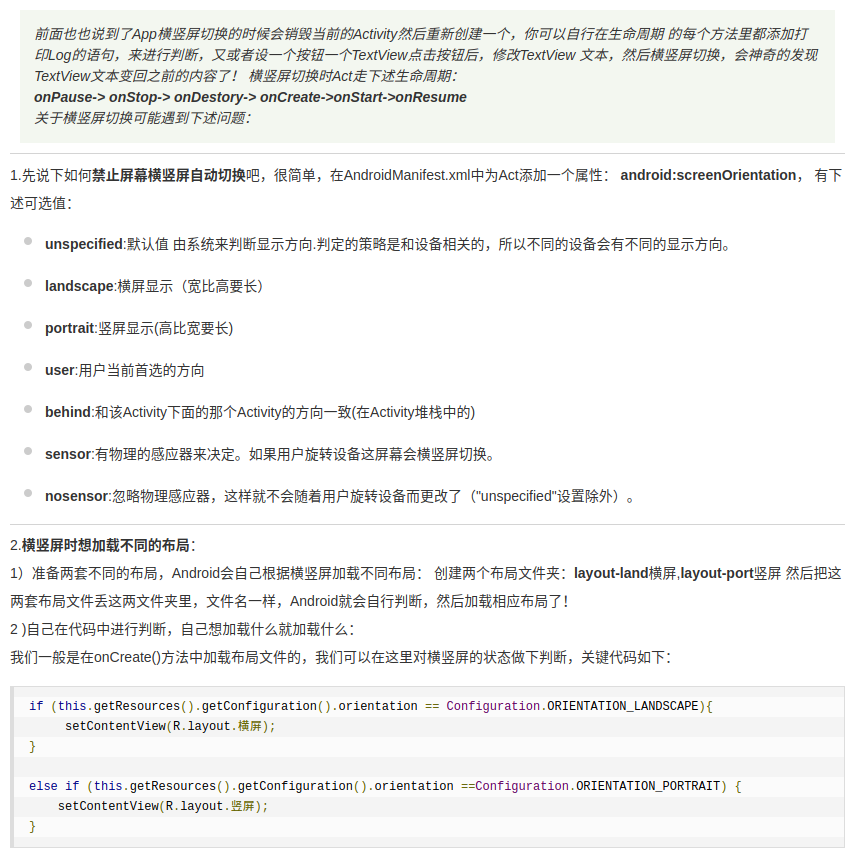 前面也也说到了App横竖屏切换的时候会销毁当前的Activity然后重新创建一个，你可以自行在生命周期 的每个方法里都添加打
印Log的语句，来进行判断，又或者设一个按钮一个TextView点击按钮后，修改TextView 文本，然后横竖屏切换，会神奇的发现
TextView文本变回之前的内容了！ 横竖屏切换时Act走下述生命周期：
onPause-> onStop-> onDestory-> onCreate->onStart->onResume
关于横竖屏切换可能遇到下述问题：
1.先说下如何禁止屏幕横竖屏自动切换吧，很简单，在AndroidManifest.xml中为Act添加一个属性： android:screenOrientation， 有下
述可选值：
unspecified:默认值 由系统来判断显示方向.判定的策略是和设备相关的，所以不同的设备会有不同的显示方向。
landscape:横屏显示（宽比高要长）
portrait:竖屏显示(高比宽要长)
user:用户当前首选的方向
behind:和该Activity下面的那个Activity的方向一致(在Activity堆栈中的)
sensor:有物理的感应器来决定。如果用户旋转设备这屏幕会横竖屏切换。
nosensor:忽略物理感应器，这样就不会随着用户旋转设备而更改了（"unspecified"设置除外）。
2.横竖屏时想加载不同的布局：
1）准备两套不同的布局，Android会自己根据横竖屏加载不同布局： 创建两个布局文件夹：layout-land横屏,layout-port竖屏 然后把这
两套布局文件丢这两文件夹里，文件名一样，Android就会自行判断，然后加载相应布局了！
2 )自己在代码中进行判断，自己想加载什么就加载什么：
我们一般是在onCreate()方法中加载布局文件的，我们可以在这里对横竖屏的状态做下判断，关键代码如下：
if (this.getResources().getConfiguration().orientation == Configuration.ORIENTATION_LANDSCAPE){
setContentView(R.layout.横屏);
}
else if (this.getResources().getConfiguration().orientation ==Configuration.ORIENTATION_PORTRAIT) {
setContentView(R.layout.竖屏);
}